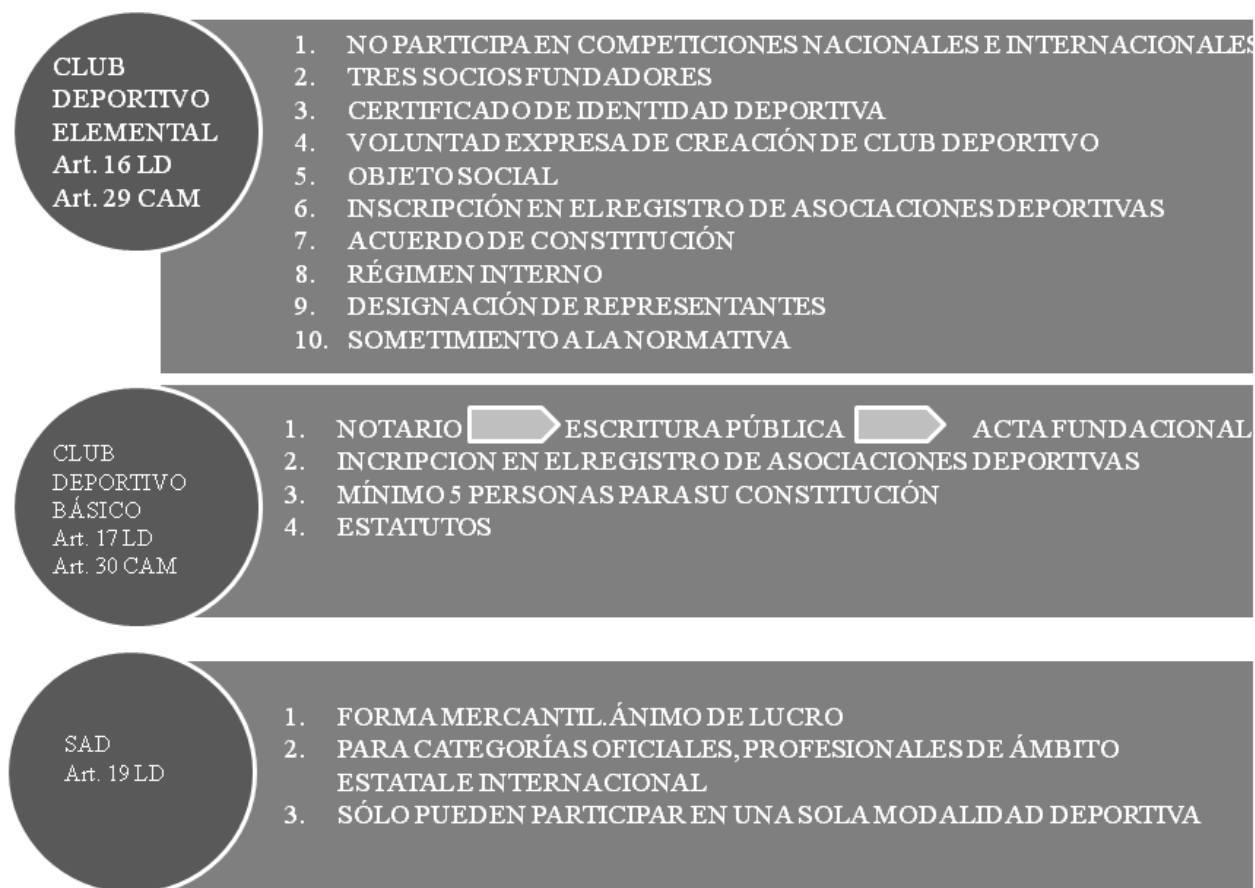 CLUB
DEPORTIVO
ELEMENTAL
Art. 16 LD
Art. 29 CAM
1. NO PARTICIPA EN COMPETICIONES NACIONALES E INTERNACIONALES
2. TRES SOCIOS FUNDADORES
3. CERTIFICADO DE IDENTIDAD DEPORTIVA
4. VOLUNTAD EXPRESA DE CREACIÓN DE CLUB DEPORTIVO
5. OBJETO SOCIAL
6. INSCRIPCIÓN EN EL REGISTRO DE ASOCIACIONES DEPORTIVAS
7. ACUERDO DE CONSTITUCIÓN
8. RÉGIMEN INTERNO
9. DESIGNACIÓN DE REPRESENTANTES
10. SOMETIMIENTO A LA NORMATIVA
CLUB
DEPORTIVO
BÁSICO
Art. 17 LD
Art. 30 CAM
1. NOTARIO ESCRITURA PÚBLICA ACTA FUNDACIONAL
2. INCRIPCION EN EL REGISTRO DE ASOCIACIONES DEPORTIVAS
3. MÍNIMO 5 PERSONAS PARA SU CONSTITUCIÓN
4. ESTATUTOS
SAD
Art. 19 LD
1. FORMA MERCANTIL. ÁNIMO DE LUCRO
2. PARA CATEGORÍAS OFICIALES, PROFESIONALES DE ÁMBITO
ESTATAL E INTERNACIONAL
3. SÓLO PUEDEN PARTICIPAR EN UNA SOLA MODALIDAD DEPORTIVA